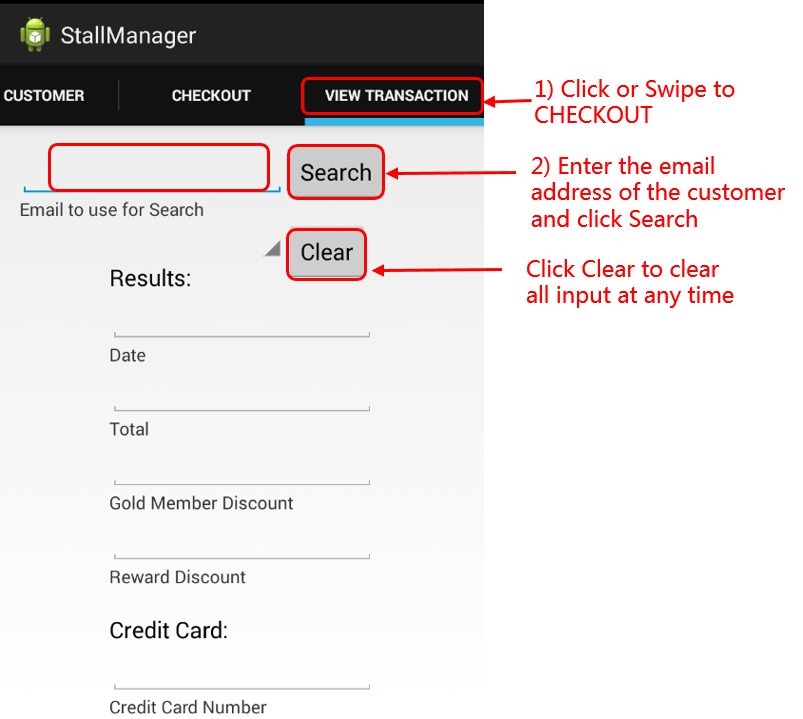 StallManager
CUSTOMER
CHECKOUT
VIEW TRANSACTION
1) Click or Swipe to
CHECKOUT
Search
2) Enter the email
address of the customer
and click Search
Email to use for Search
Clear
Click Clear to clear
all input at any time
Results:
Date
Total
Gold Member Discount
Reward Discount
Credit Card:
Credit Card Number